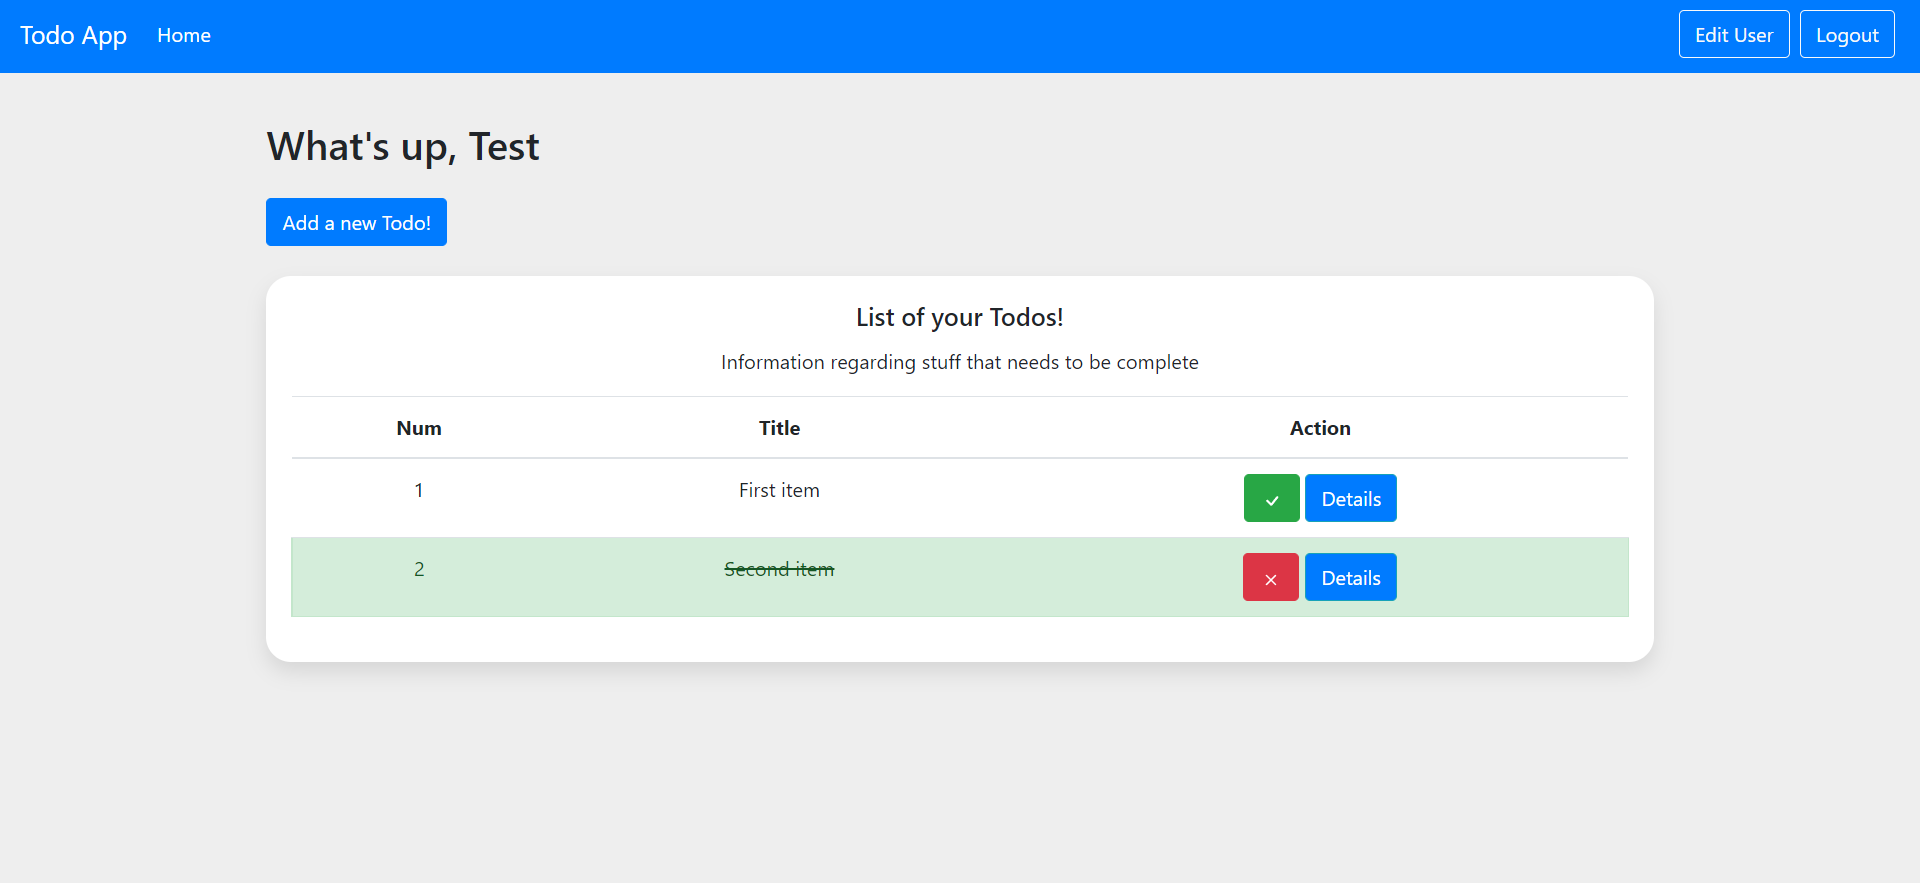 Todo App Home Edit User Logout
What's up, Test
Add a new Todo!
List of your Todos!
Information regarding stuff that needs to be complete
Num Title Action
1 First item Details
2 Second item Details